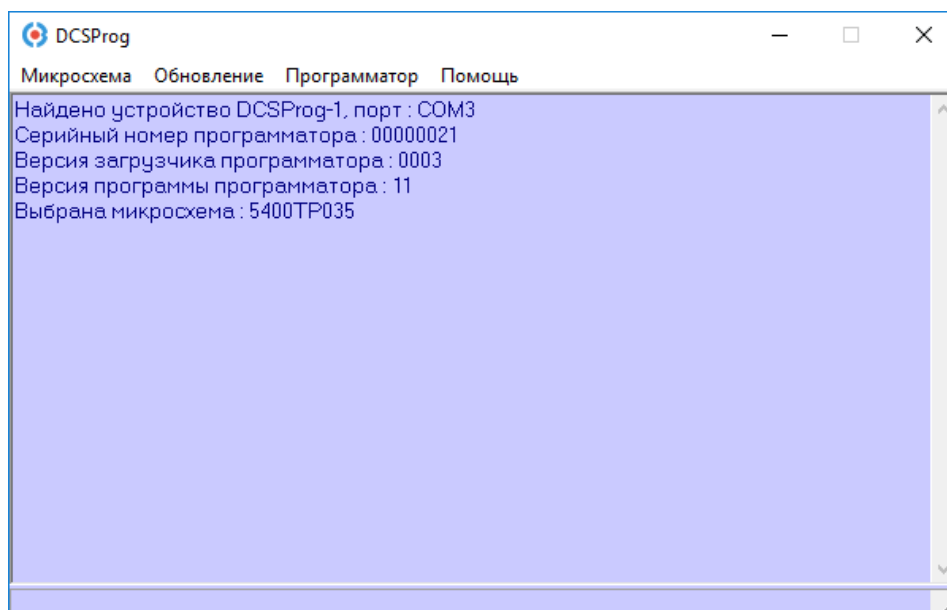 DCSProg
Микросхема Обновление Программатор Помощь
Найдено устройство DCSProg-1, порт : COM3
Серийный номер программатора : 00000021
Версия загрузчика программатора : 0003
Версия программы программатора : 11
Выбрана микросхема : 5400ТР035